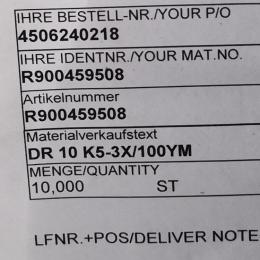 IHRE BESTELL-NR./YOUR P/O
4506240218
IHRE IDENTNR./YOUR MAT.NO.
R900459508
Artikelnummer
R900459508
Materialverkaufstext
DR 10 K5-3X/100YM
MENGE/QUANTITY
10,000 ST
LFNR.+POS/DELIVER NOTE